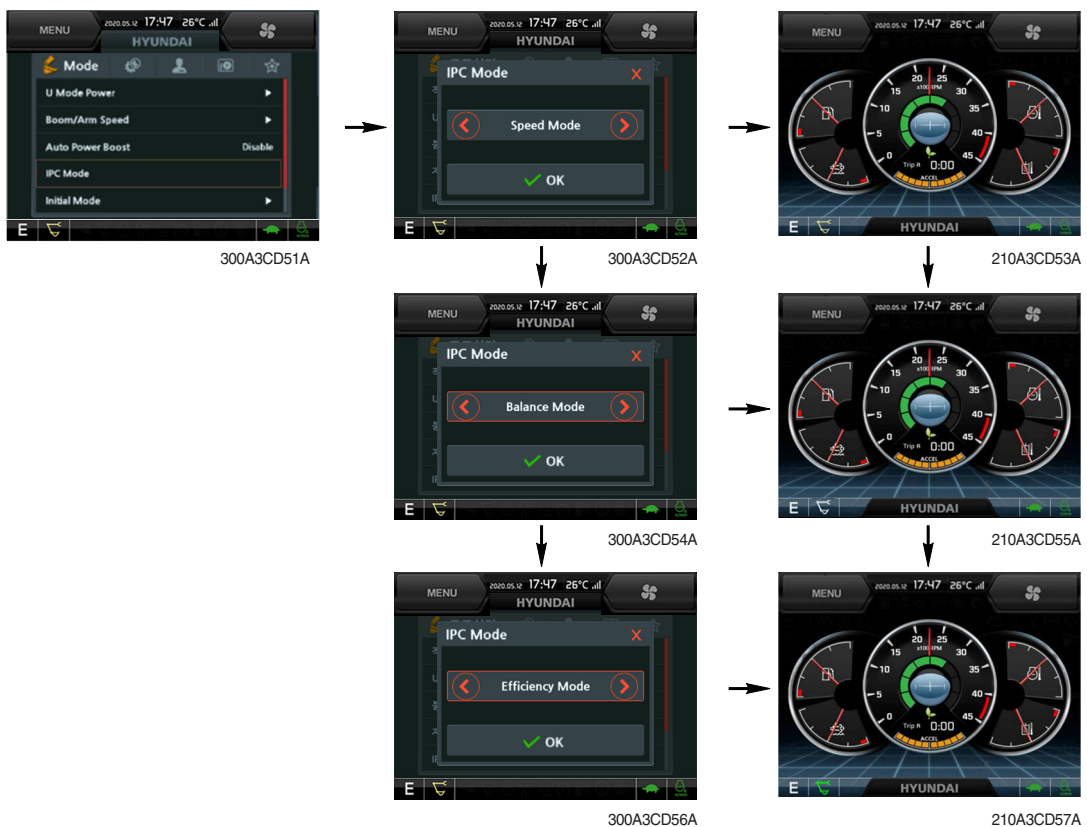 MENU
2020.05.12 17:47 26°C
HYUNDAI
Mode
U Mode Power
Boom/Arm Speed
Auto Power Boost Disable
IPC Mode
Initial Mode
E
300A3CD51A
MENU
2020.05.12 17:47 26°C
HYUNDAI
IPC Mode X
Speed Mode
OK
E
300A3CD52A
MENU
2020.05.12 17:47 26°C
0 5 10 15 20 25 30 35 40 45
x100 RPM
Trip A 0:00
ACCEL
E HYUNDAI
210A3CD53A
MENU
2020.05.12 17:47 26°C
HYUNDAI
IPC Mode X
Balance Mode
OK
E
300A3CD54A
MENU
2020.05.12 17:47 26°C
0 5 10 15 20 25 30 35 40 45
x100 RPM
Trip A 0:00
ACCEL
E HYUNDAI
210A3CD55A
MENU
2020.05.12 17:47 26°C
HYUNDAI
IPC Mode X
Efficiency Mode
OK
E
300A3CD56A
MENU
2020.05.12 17:47 26°C
0 5 10 15 20 25 30 35 40 45
x100 RPM
Trip A 0:00
ACCEL
E HYUNDAI
210A3CD57A